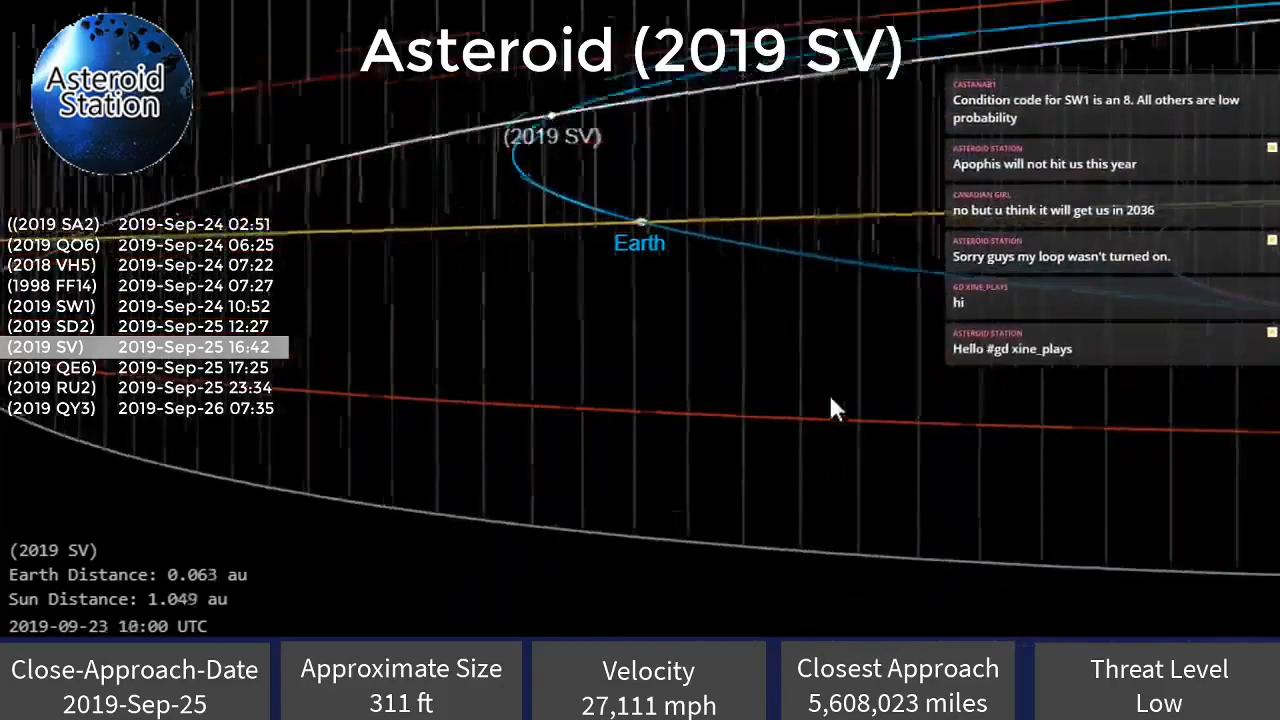 Asteroid (2019 SV)
Asteroid
Station
CASTANAB1
Condition code for SW1 is an 8. All others are low
probability
ASTEROID STATION
Apophis will not hit us this year
CANADIAN GIRL
no but u think it will get us in 2036
ASTEROID STATION
Sorry guys my loop wasn't turned on.
GD XINE_PLAYS
hi
ASTEROID STATION
Hello #gd xine_plays
(2019 SV)
Earth
((2019 SA2) 2019-Sep-24 02:51
(2019 QO6) 2019-Sep-24 06:25
(2018 VH5) 2019-Sep-24 07:22
(1998 FF14) 2019-Sep-24 07:27
(2019 SW1) 2019-Sep-24 10:52
(2019 SD2) 2019-Sep-25 12:27
(2019 SV) 2019-Sep-25 16:42
(2019 QE6) 2019-Sep-25 17:25
(2019 RU2) 2019-Sep-25 23:34
(2019 QY3) 2019-Sep-26 07:35
(2019 SV)
Earth Distance: 0.063 au
Sun Distance: 1.049 au
2019-09-23 10:00 UTC
Close-Approach-Date
2019-Sep-25
Approximate Size
311 ft
Velocity
27,111 mph
Closest Approach
5,608,023 miles
Threat Level
Low